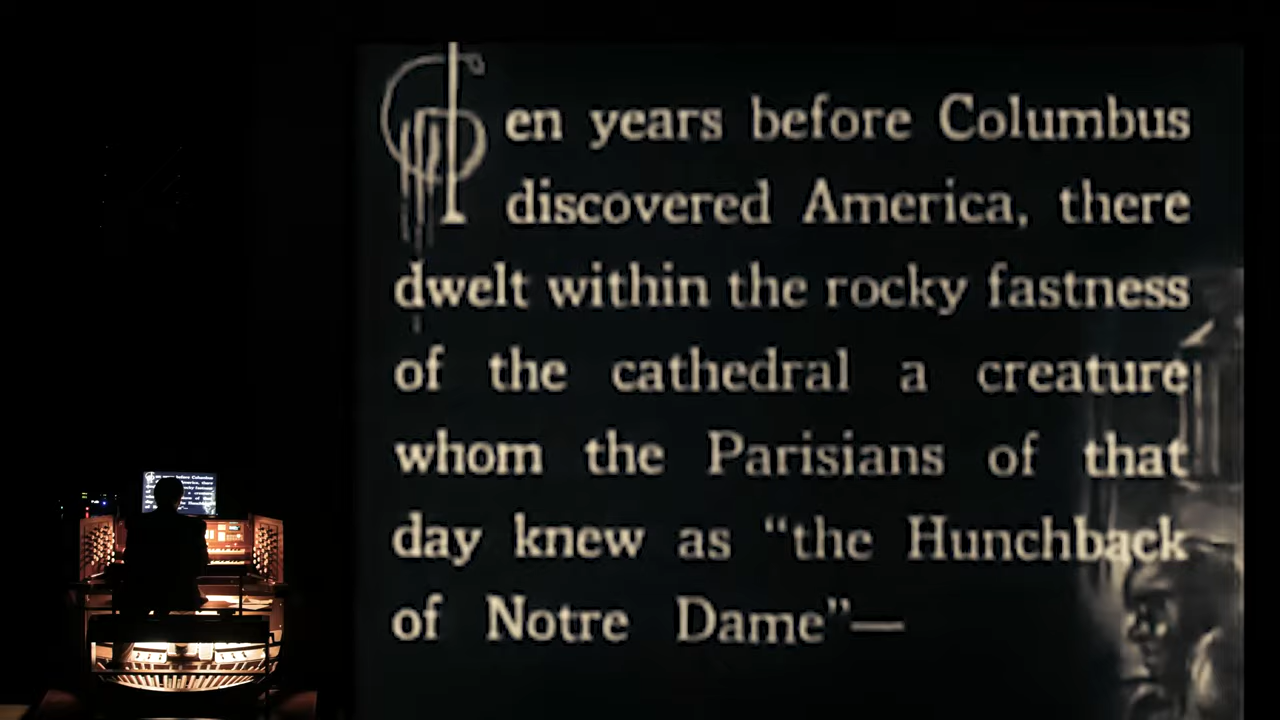 Ten years before Columbus
discovered America, there
dwelt within the rocky fastness
of the cathedral a creature
whom the Parisians of that
day knew as “the Hunchback
of Notre Dame”—